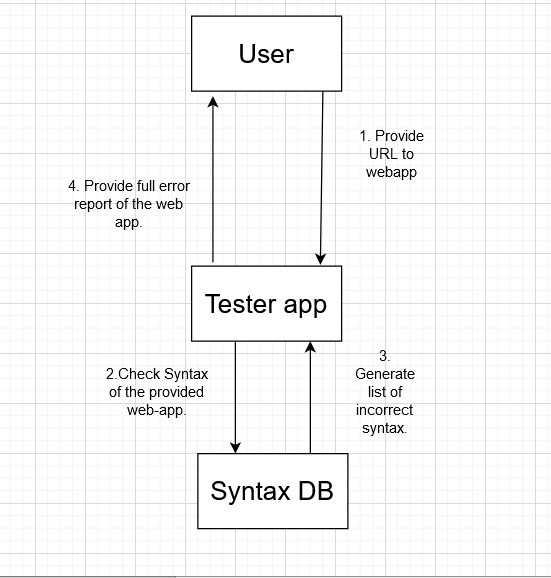 User
1. Provide
URL to
webapp
4. Provide full error
report of the web
app.
Tester app
2.Check Syntax
of the provided
web-app.
3.
Generate
list of
incorrect
syntax.
Syntax DB